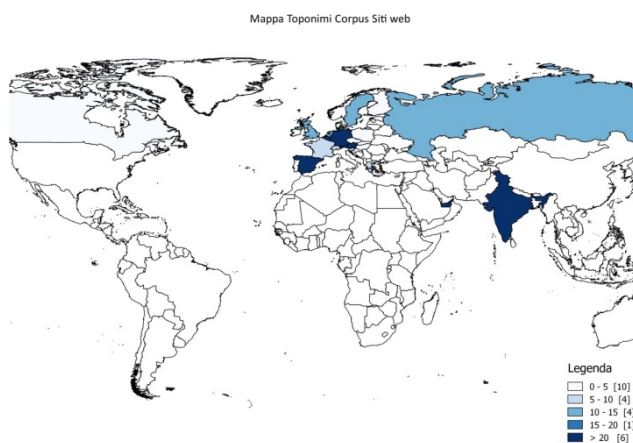 Mappa Toponimi Corpus Siti web
Legenda
0 - 5 [10]
5 - 10 [4]
10 - 15 [4]
15 - 20 [1]
> 20 [6]